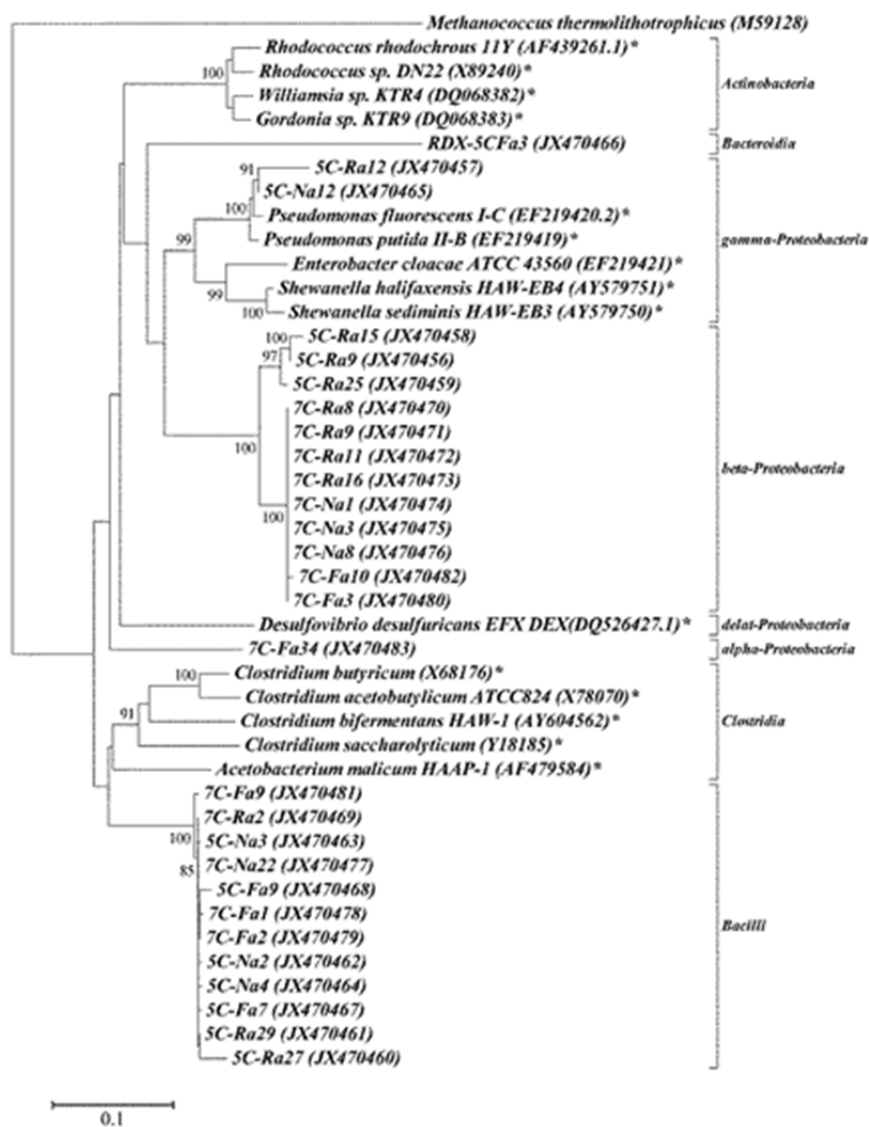 Methanococcus thermolithotrophicus (M59128)
Rhodococcus rhodochrous 11Y (AF439261.1)*
100
Rhodococcus sp. DN22 (X89240)*
Actinobacteria
Williamsia sp. KTR4 (DQ068382)*
Gordonia sp. KTR9 (DQ068383)*
RDX-5CFa3 (JX470466)
Bacteroidia
91
5C-Ra12 (JX470457)
5C-Na12 (JX470465)
100
Pseudomonas fluorescens I-C (EF219420.2)*
99
Pseudomonas putida II-B (EF219419)*
gamma-Proteobacteria
Enterobacter cloacae ATCC 43560 (EF219421)*
99
Shewanella halifaxensis HAW-EB4 (AY579751)*
100
Shewanella sediminis HAW-EB3 (AY579750)*
100
5C-Ra15 (JX470458)
97
5C-Ra9 (JX470456)
5C-Ra25 (JX470459)
7C-Ra8 (JX470470)
7C-Ra9 (JX470471)
100
7C-Ra11 (JX470472)
beta-Proteobacteria
7C-Ra16 (JX470473)
7C-Na1 (JX470474)
100
7C-Na3 (JX470475)
7C-Na8 (JX470476)
7C-Fa10 (JX470482)
7C-Fa3 (JX470480)
Desulfovibrio desulfuricans EFX DEX(DQ526427.1)*
delat-Proteobacteria
7C-Fa34 (JX470483)
alpha-Proteobacteria
100
Clostridium butyricum (X68176)*
Clostridium acetobutylicum ATCC824 (X78070)*
91
Clostridium bifermentans HAW-1 (AY604562)*
Clostridia
Clostridium saccharolyticum (Y18185)*
Acetobacterium malicum HAAP-1 (AF479584)*
7C-Fa9 (JX470481)
7C-Ra2 (JX470469)
100
5C-Na3 (JX470463)
85
7C-Na22 (JX470477)
5C-Fa9 (JX470468)
7C-Fa1 (JX470478)
Bacilli
7C-Fa2 (JX470479)
5C-Na2 (JX470462)
5C-Na4 (JX470464)
5C-Fa7 (JX470467)
5C-Ra29 (JX470461)
5C-Ra27 (JX470460)
0.1